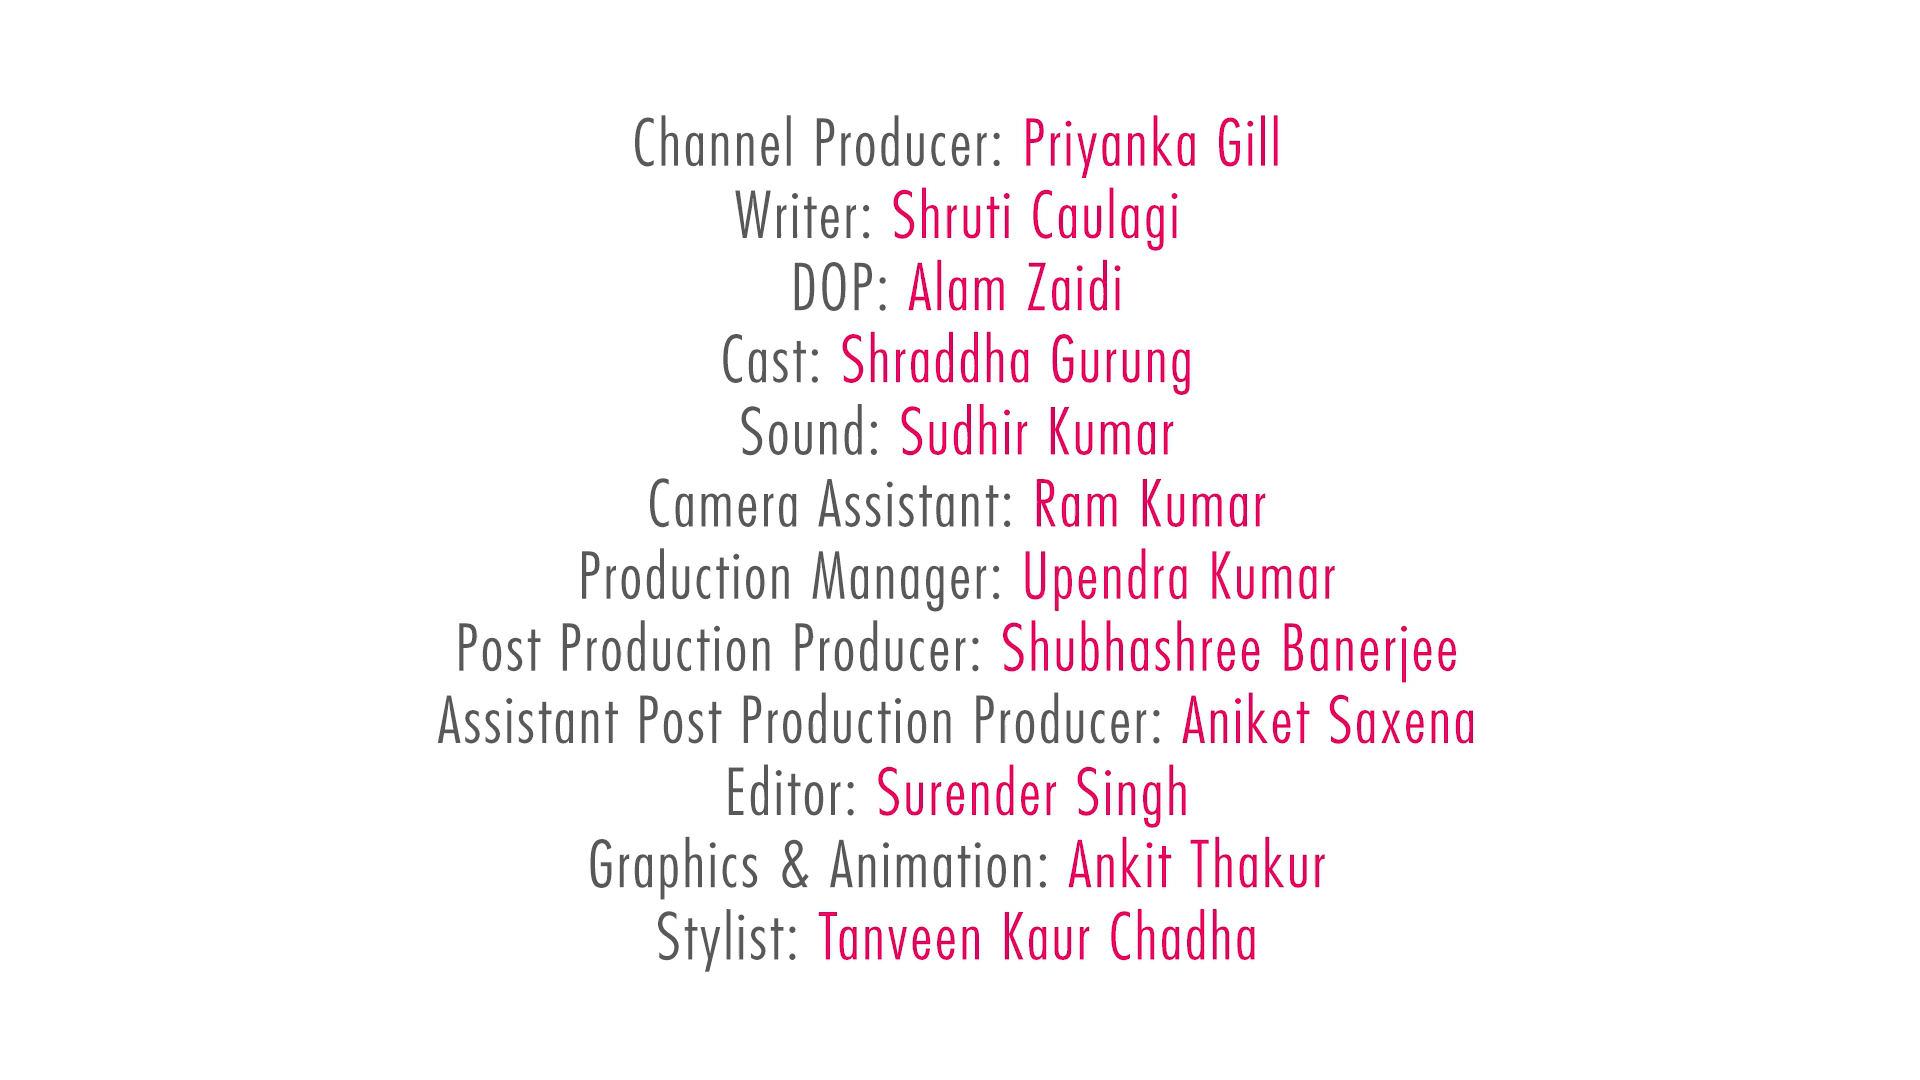 Channel Producer: Priyanka Gill
Writer: Shruti Caulagi
DOP: Alam Zaidi
Cast: Shraddha Gurung
Sound: Sudhir Kumar
Camera Assistant: Ram Kumar
Production Manager: Upendra Kumar
Post Production Producer: Shubhashree Banerjee
Assistant Post Production Producer: Aniket Saxena
Editor: Surender Singh
Graphics & Animation: Ankit Thakur
Stylist: Tanveen Kaur Chadha